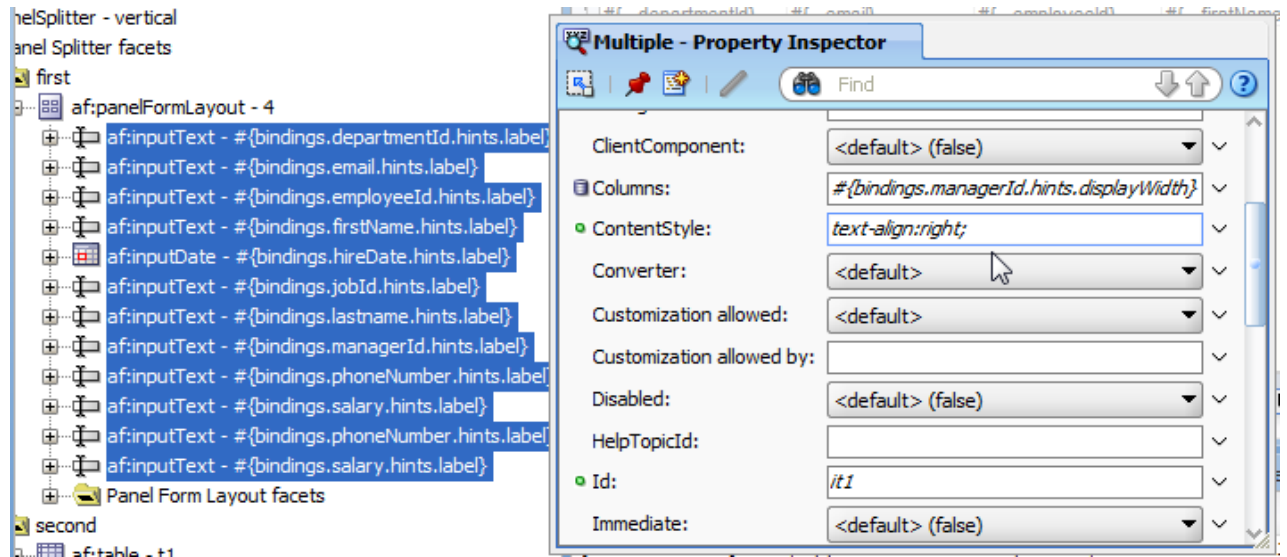 nelSplitter - vertical
anel Splitter facets
first
af:panelFormLayout - 4
af:inputText - #{bindings.departmentId.hints.label}
af:inputText - #{bindings.email.hints.label}
af:inputText - #{bindings.employeeId.hints.label}
af:inputText - #{bindings.firstName.hints.label}
af:inputDate - #{bindings.hireDate.hints.label}
af:inputText - #{bindings.jobId.hints.label}
af:inputText - #{bindings.lastname.hints.label}
af:inputText - #{bindings.managerId.hints.label}
af:inputText - #{bindings.phoneNumber.hints.label
af:inputText - #{bindings.salary.hints.label}
af:inputText - #{bindings.phoneNumber.hints.label
af:inputText - #{bindings.salary.hints.label}
Panel Form Layout facets
second
af:table - t1
1 #{...departmentId} #{...email} #{...employeeId} #{...firstName
Multiple - Property Inspector
Find
ClientComponent: <default> (false)
Columns: #{bindings.managerId.hints.displayWidth}
ContentStyle: text-align:right;
Converter: <default>
Customization allowed: <default>
Customization allowed by:
Disabled: <default> (false)
HelpTopicId:
Id: it1
Immediate: <default> (false)